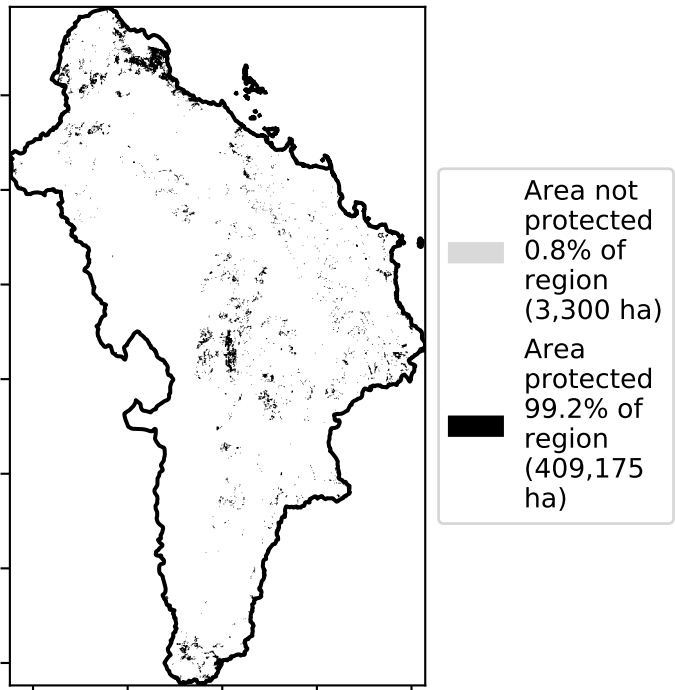 Area not
protected
0.8% of
region
(3,300 ha)
Area
protected
99.2% of
region
(409,175
ha)